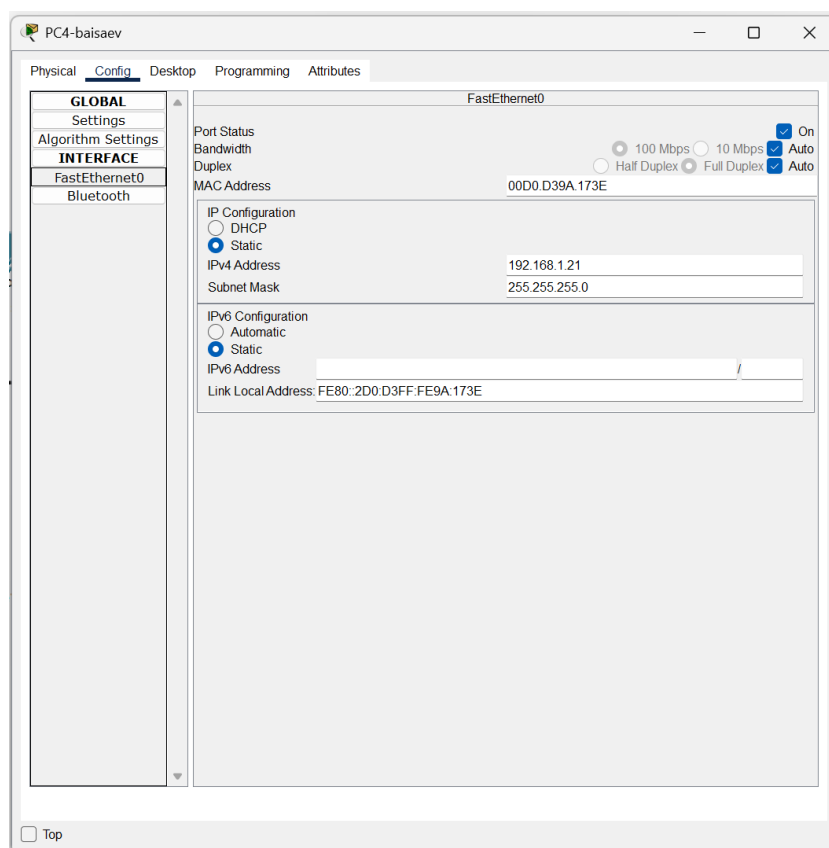 PC4-baisaev
Physical Config Desktop Programming Attributes
GLOBAL
Settings
Algorithm Settings
INTERFACE
FastEthernet0
Bluetooth
FastEthernet0
Port Status On
Bandwidth 100 Mbps 10 Mbps Auto
Duplex Half Duplex Full Duplex Auto
MAC Address 00D0.D39A.173E
IP Configuration
DHCP
Static
IPv4 Address 192.168.1.21
Subnet Mask 255.255.255.0
IPv6 Configuration
Automatic
Static
IPv6 Address /
Link Local Address: FE80::2D0:D3FF:FE9A:173E
Top